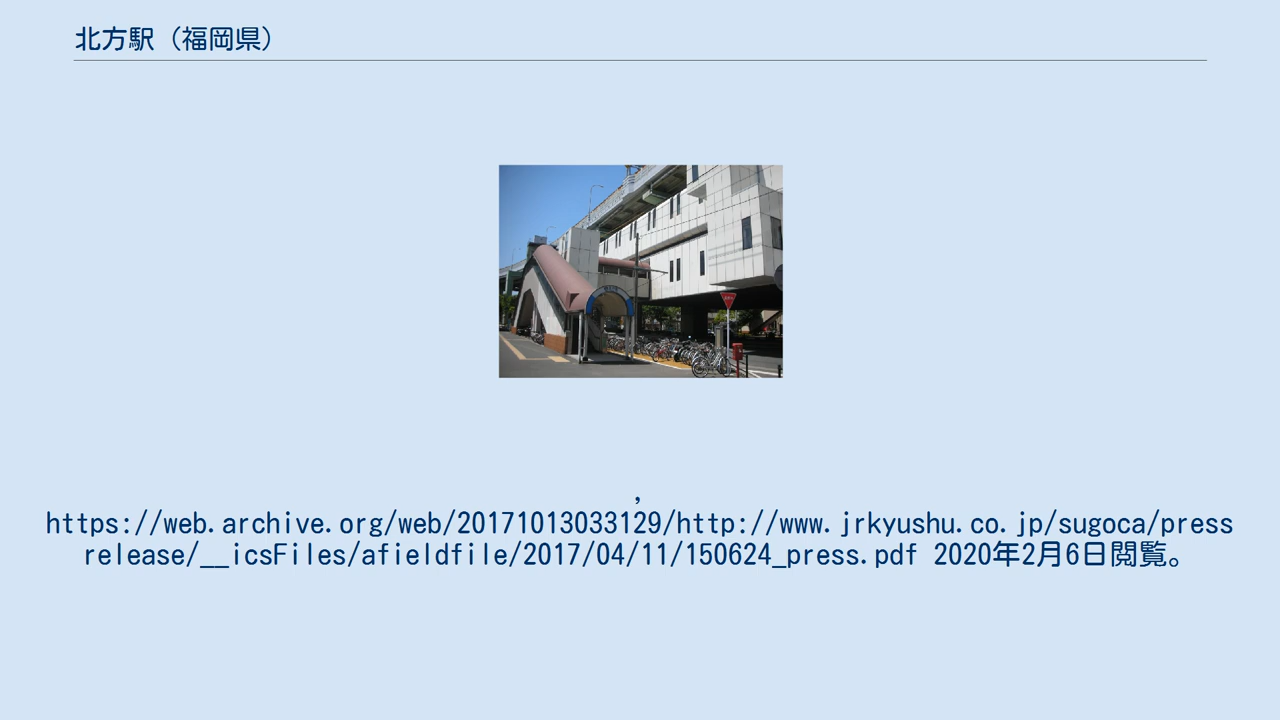 北方駅（福岡県）
,
https://web.archive.org/web/20171013033129/http://www.jrkyushu.co.jp/sugoca/press
release/__icsFiles/afieldfile/2017/04/11/150624_press.pdf 2020年2月6日閲覧。